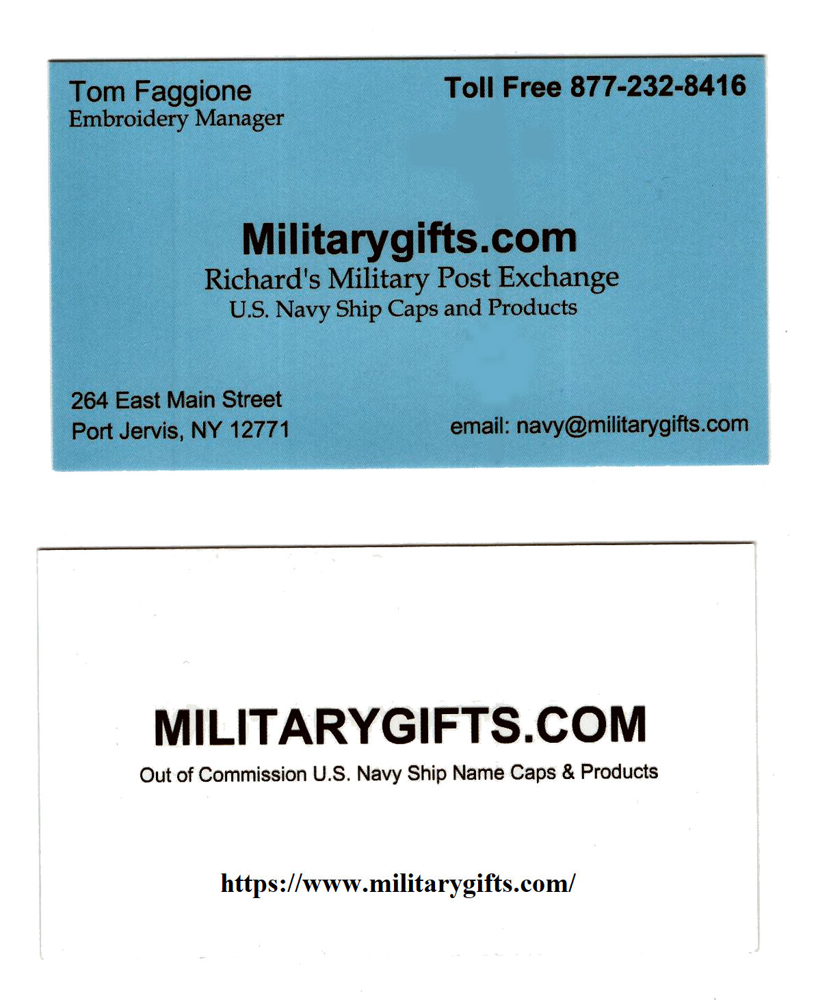 Tom Faggione
Embroidery Manager
Toll Free 877-232-8416
Militarygifts.com
Richard's Military Post Exchange
U.S. Navy Ship Caps and Products
264 East Main Street
Port Jervis, NY 12771
email: navy@militarygifts.com
MILITARYGIFTS.COM
Out of Commission U.S. Navy Ship Name Caps & Products
https://www.militarygifts.com/